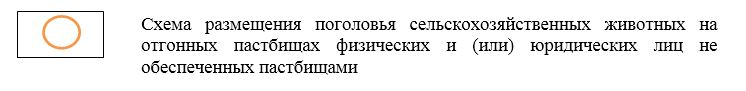 Схема размещения поголовья сельскохозяйственных животных на
отгонных пастбищах физических и (или) юридических лиц не
обеспеченных пастбищами